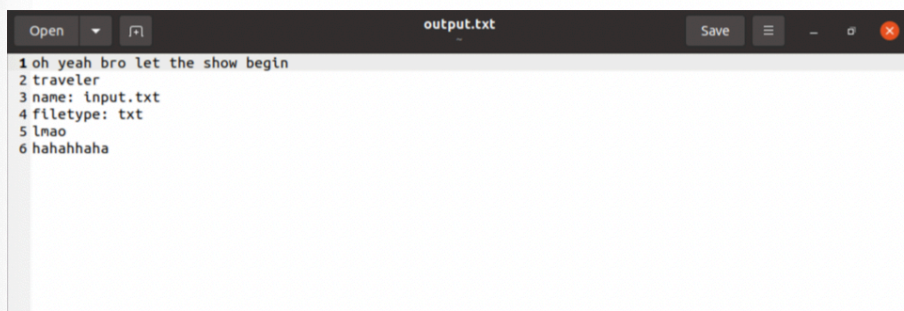 Open
output.txt
Save
1 oh yeah bro let the show begin
2 traveler
3 name: input.txt
4 filetype: txt
5 lmao
6 hahahhaha